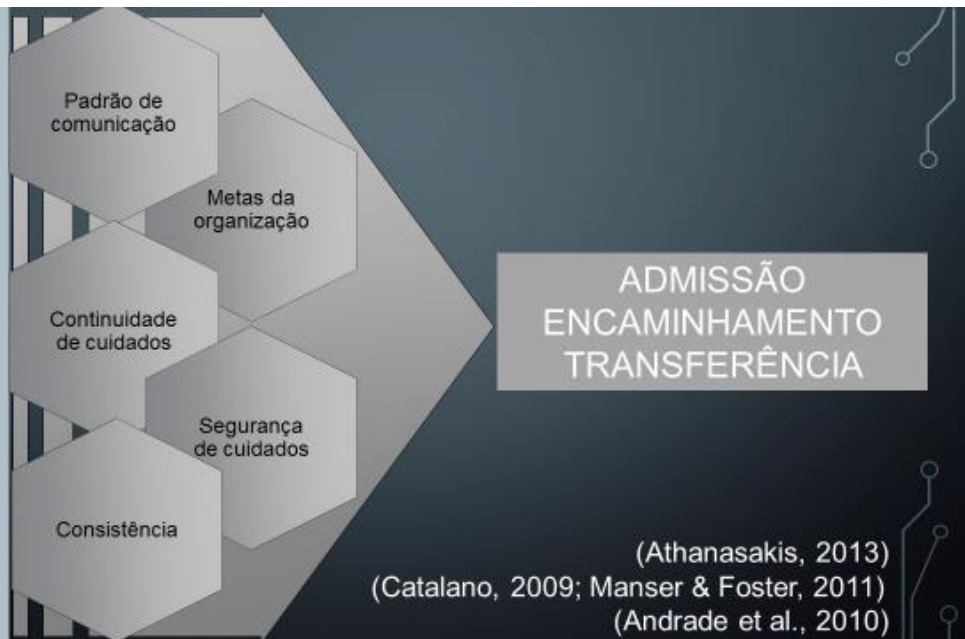 Padrão de
comunicação
Metas da
organização
Continuidade
de cuidados
Segurança
de cuidados
Consistência
ADMISSÃO
ENCAMINHAMENTO
TRANSFERÊNCIA
(Athanasakis, 2013)
(Catalano, 2009; Manser & Foster, 2011)
(Andrade et al., 2010)